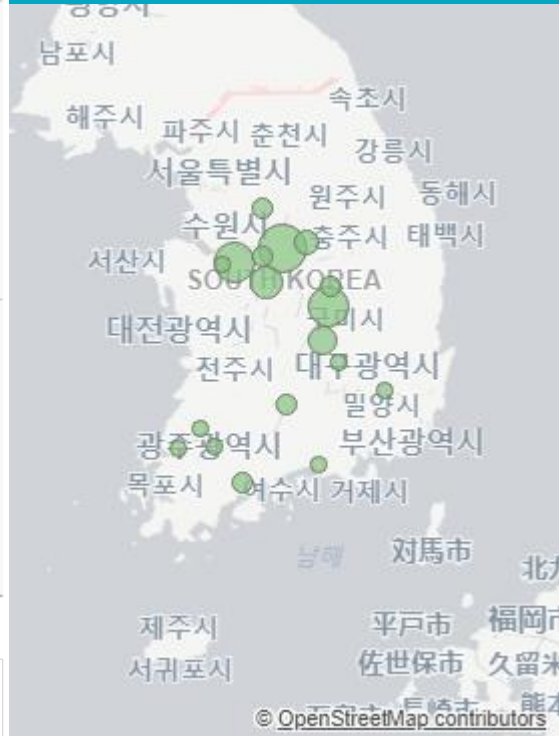 남포시
해주시
파주시
춘천시
속초시
강릉시
서울특별시
원주시
동해시
수원시
충주시
태백시
서산시
SOUTH KOREA
구미시
대전광역시
전주시
대구광역시
밀양시
광주광역시
부산광역시
목포시
여수시
거제시
남해
対馬市
제주시
서귀포시
平戸市
福岡市
佐世保市
久留米
© OpenStreetMap contributors